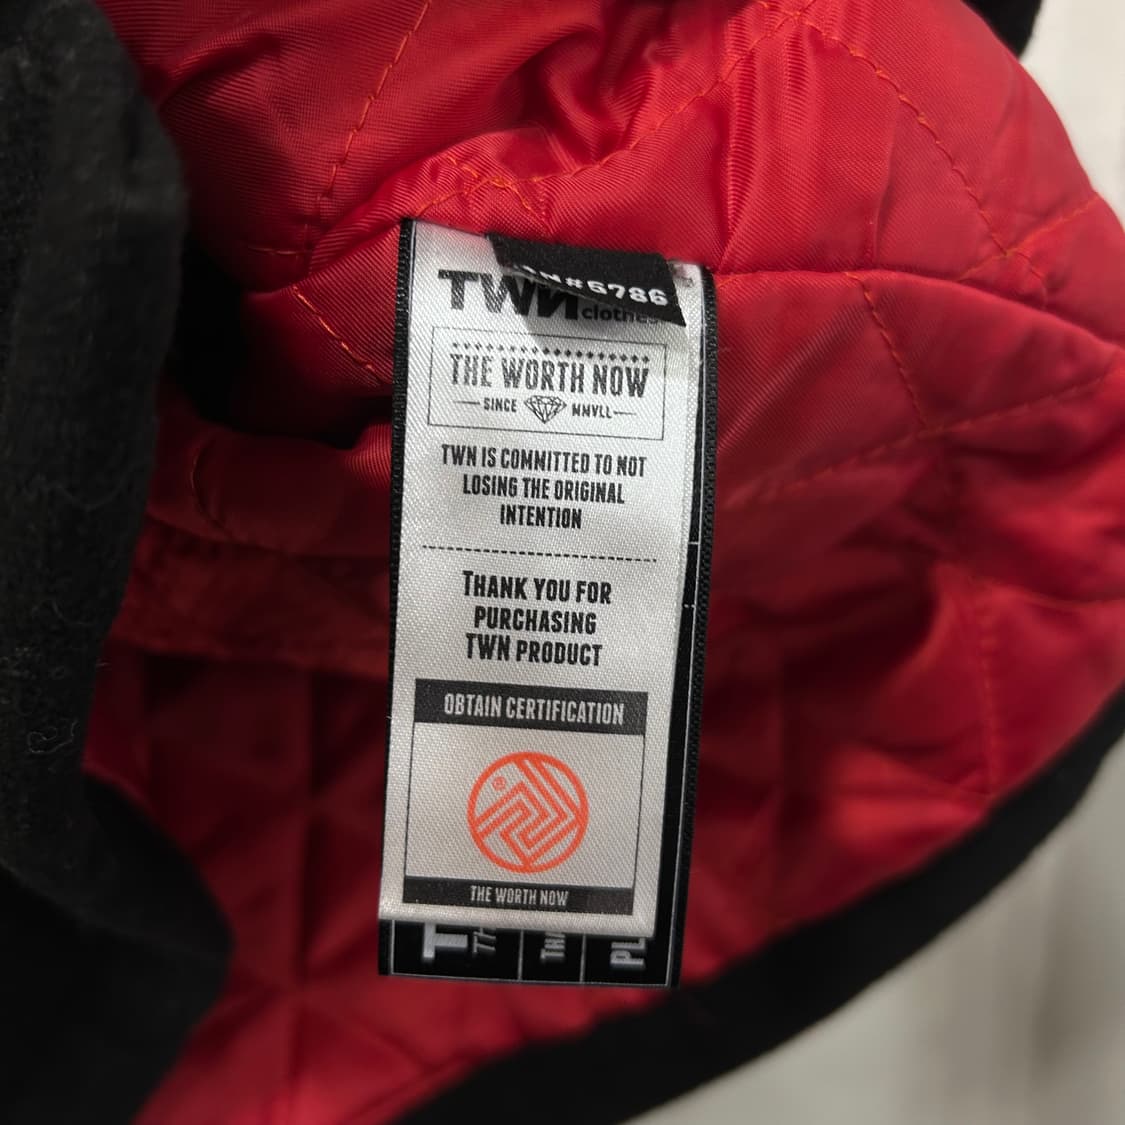 N#6786
TWN
clothes
THE WORTH NOW
SINCE MMVLL
TWN IS COMMITTED TO NOT
LOSING THE ORIGINAL
INTENTION
THANK YOU FOR
PURCHASING
TWN PRODUCT
OBTAIN CERTIFICATION
THE WORTH NOW